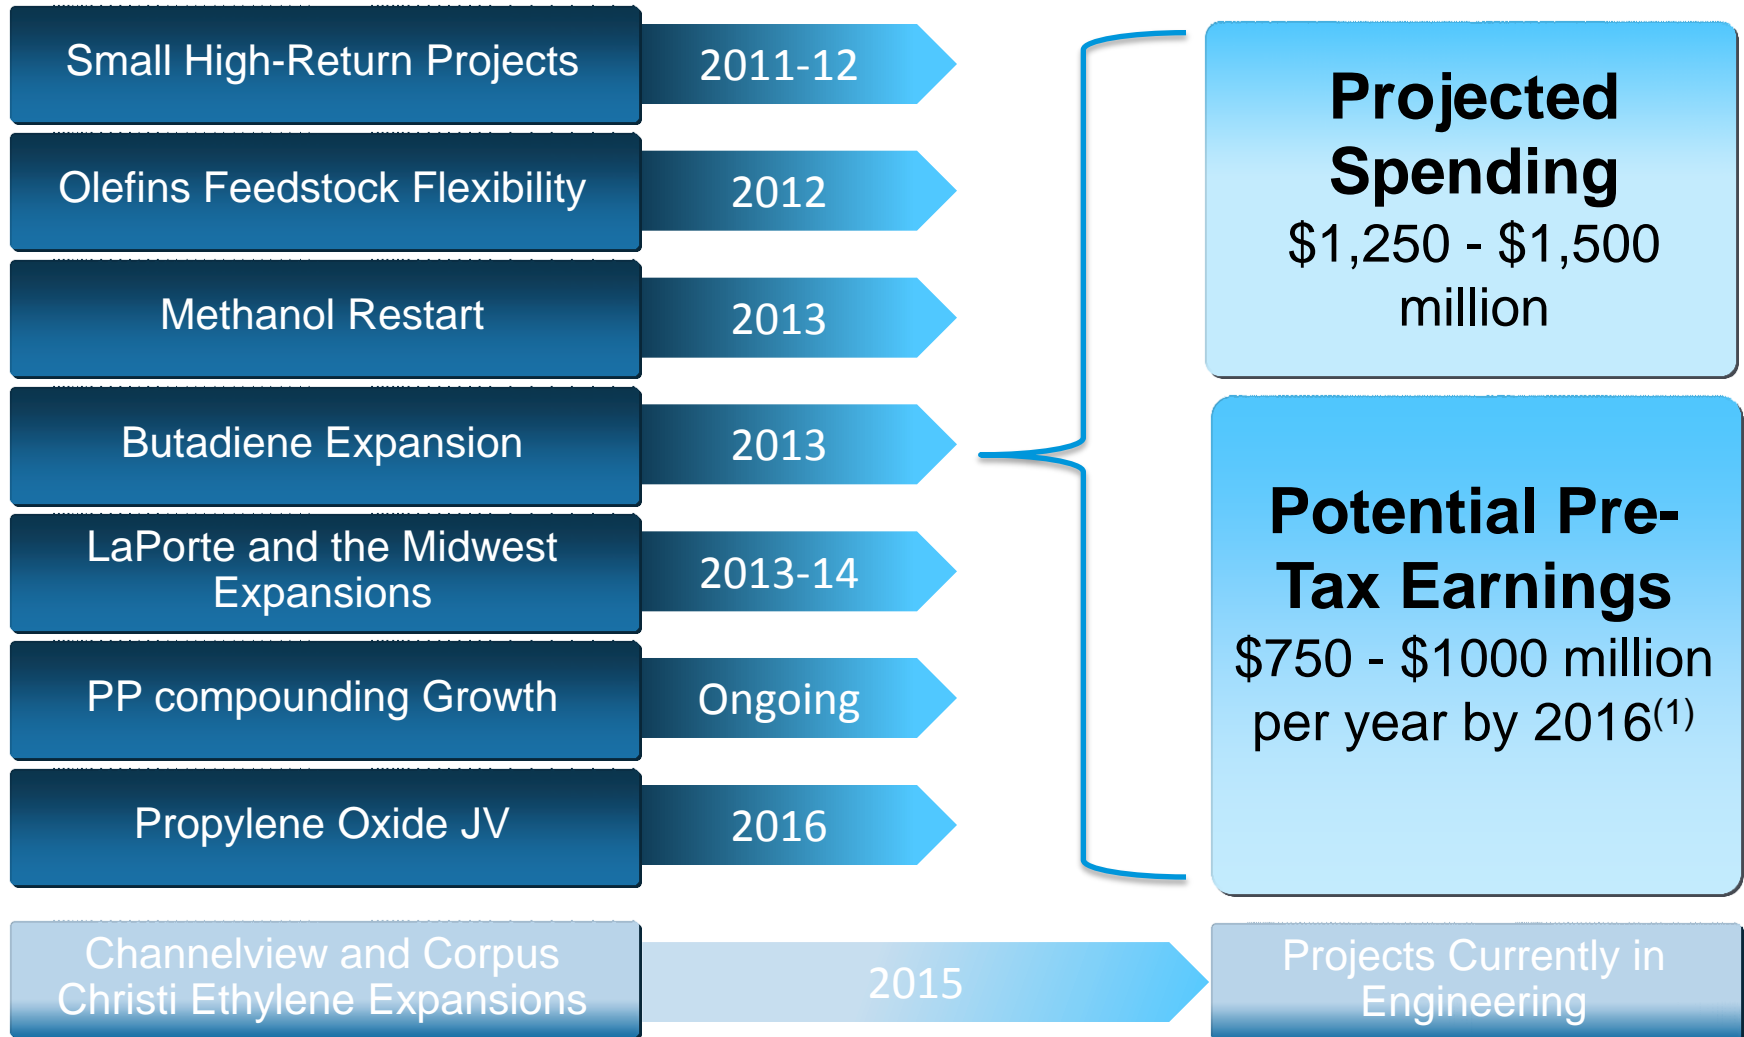 Small High-Return Projects
2011-12
Olefins Feedstock Flexibility
2012
Methanol Restart
2013
Butadiene Expansion
2013
LaPorte and the Midwest
Expansions
2013-14
PP compounding Growth
Ongoing
Propylene Oxide JV
2016
Channelview and Corpus
Christi Ethylene Expansions
2015
Projected
Spending
$1,250 - $1,500
million
Potential Pre-
Tax Earnings
$750 - $1000 million
per year by 2016(1)
Projects Currently in
Engineering